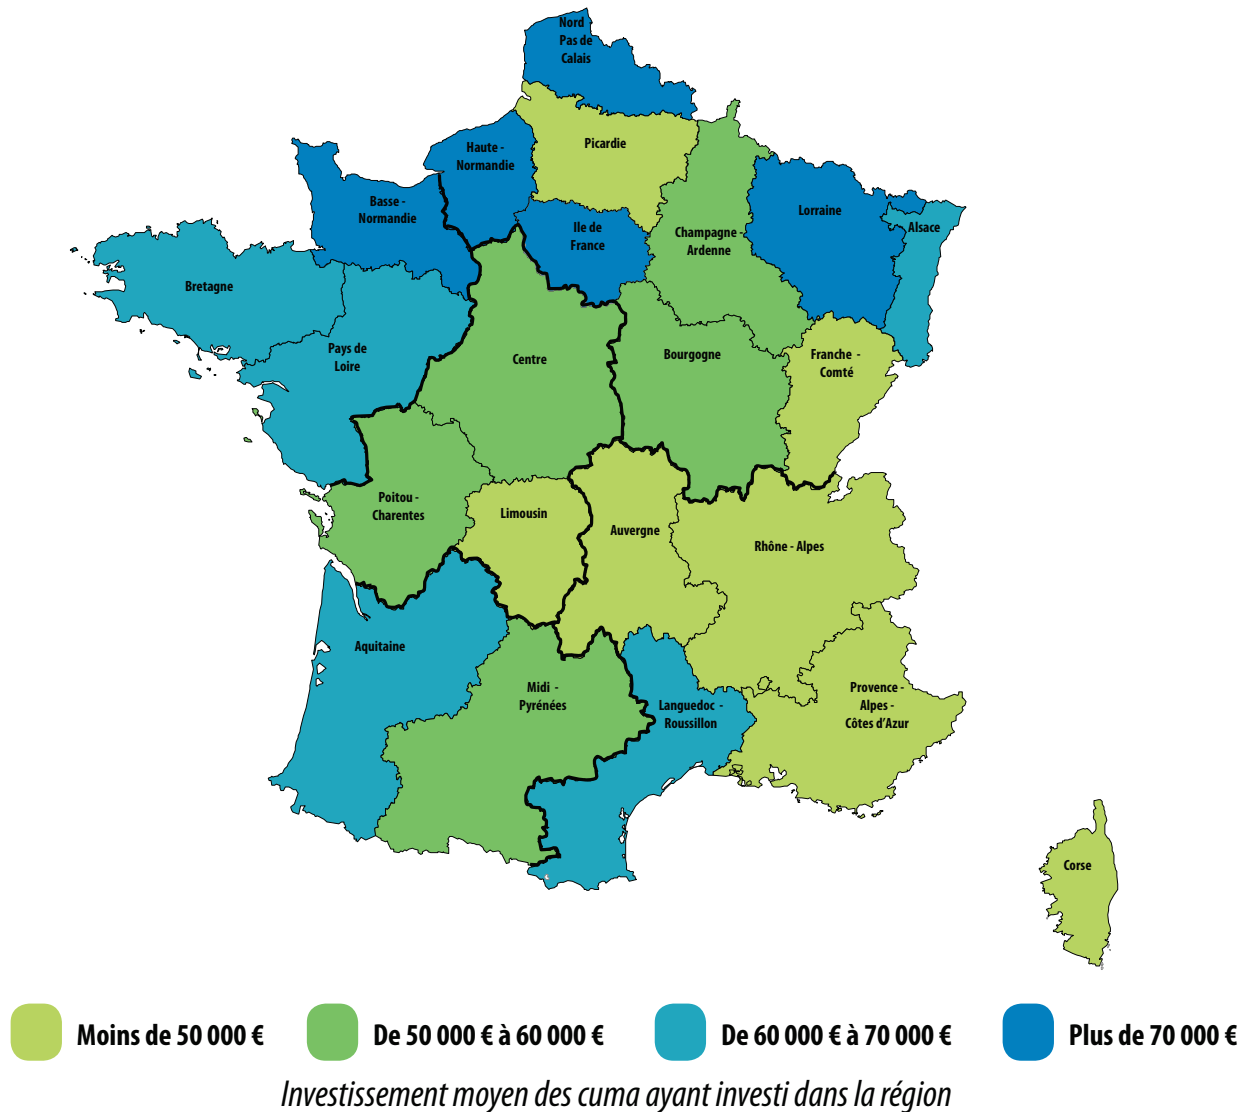 Nord
Pas de
Calais
Picardie
Haute -
Normandie
Basse -
Normandie
Ile de
France
Champagne -
Ardenne
Lorraine
Alsace
Bretagne
Pays de
Loire
Centre
Bourgogne
Franche -
Comté
Poitou -
Charentes
Limousin
Auvergne
Rhône - Alpes
Aquitaine
Midi -
Pyrénées
Languedoc -
Roussillon
Provence -
Alpes -
Côtes d'Azur
Corse
Moins de 50 000 €
De 50 000 € à 60 000 €
De 60 000 € à 70 000 €
Plus de 70 000 €
Investissement moyen des cuma ayant investi dans la région